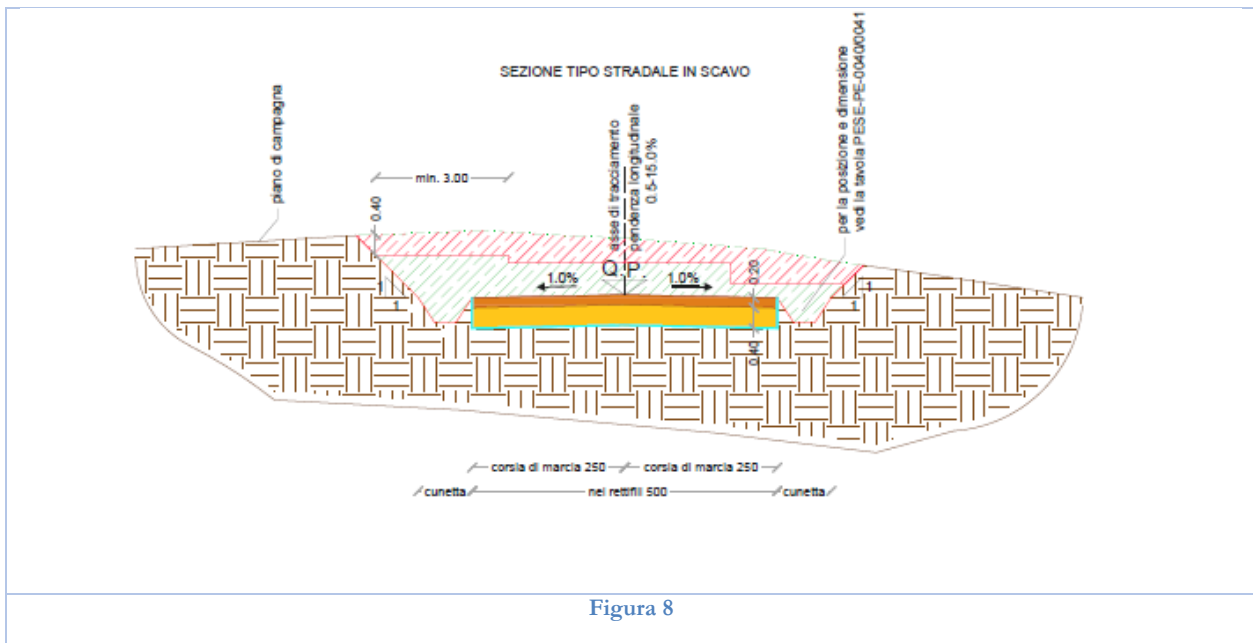 SEZIONE TIPO STRADALE IN SCAVO
piano di campagna
min. 3.00
0.40
asse di tracciamento
pendenza longitudinale
0.5-15.0%
per la posizione e dimensione
vedi la tavola PESE-PE-0040/0041
Q.P.
1.0%
1.0%
0.20
1
1
1
1
0.40
corsia di marcia 250
corsia di marcia 250
cunetta
nei rettifili 500
cunetta
Figura 8